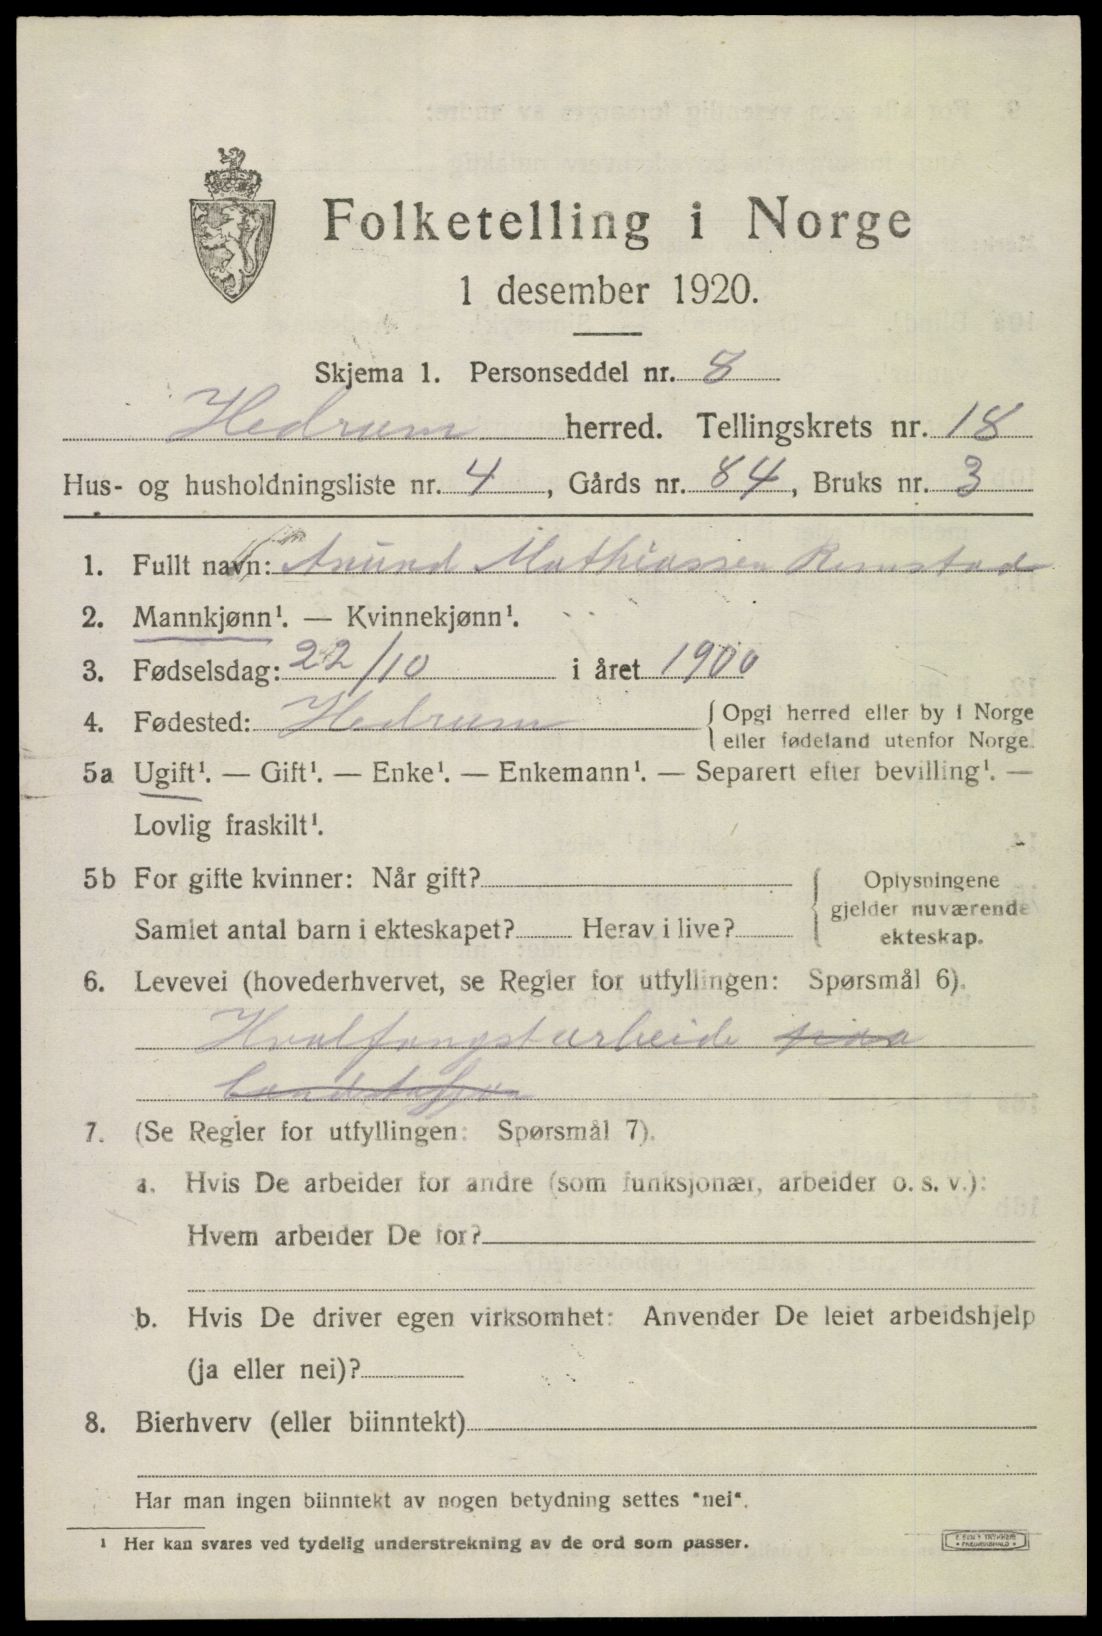 Folketelling i Norge
1 desember 1920.
Skjema 1. Personseddel nr. 8
Hedrum herred. Tellingskrets nr. 18
Hus- og husholdningsliste nr. 4, Gårds nr. 84, Bruks nr. 3
1. Fullt navn: Anund Mathiassen Rimstad
2. Mannkjønn¹. — Kvinnekjønn¹.
3. Fødselsdag: 22/10 i året 1900
4. Fødested: Hedrum {Opgi herred eller by i Norge
eller fødeland utenfor Norge.
5a Ugift¹. — Gift¹. — Enke¹. — Enkemann¹. — Separert efter bevilling¹. —
Lovlig fraskilt¹.
5b For gifte kvinner: Når gift?
Samlet antal barn i ekteskapet? Herav i live?
{Oplysningene
gjelder nuværende
ekteskap.
6. Levevei (hovederhvervet, se Regler for utfyllingen: Spørsmål 6).
Hvalfangstarbeide paa
landstasjon
7. (Se Regler for utfyllingen: Spørsmål 7).
a. Hvis De arbeider for andre (som funksjonær, arbeider o. s. v.):
Hvem arbeider De for?
b. Hvis De driver egen virksomhet: Anvender De leiet arbeidshjelp
(ja eller nei)?
8. Bierhverv (eller biinntekt)
Har man ingen biinntekt av nogen betydning settes "nei".
¹ Her kan svares ved tydelig understrekning av de ord som passer.